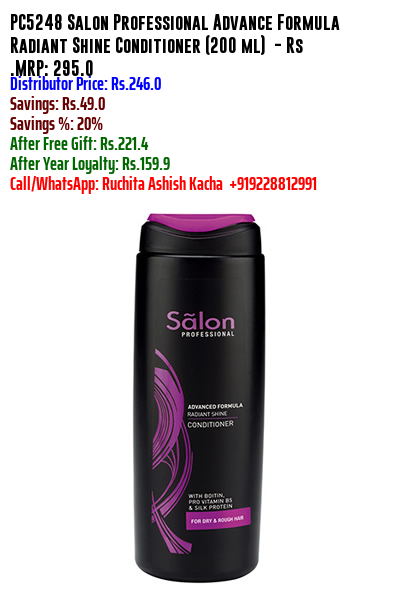 PC5248 Salon Professional Advance Formula
Radiant Shine Conditioner (200 ml) - Rs
.MRP: 295.0
Distributor Price: Rs.246.0
Savings: Rs.49.0
Savings %: 20%
After Free Gift: Rs.221.4
After Year Loyalty: Rs.159.9
Call/WhatsApp: Ruchita Ashish Kacha +919228812991
Sãlon
PROFESSIONAL
ADVANCED FORMULA
RADIANT SHINE
CONDITIONER
WITH BOITIN,
PRO VITAMIN B5
& SILK PROTEIN
FOR DRY & ROUGH HAIR